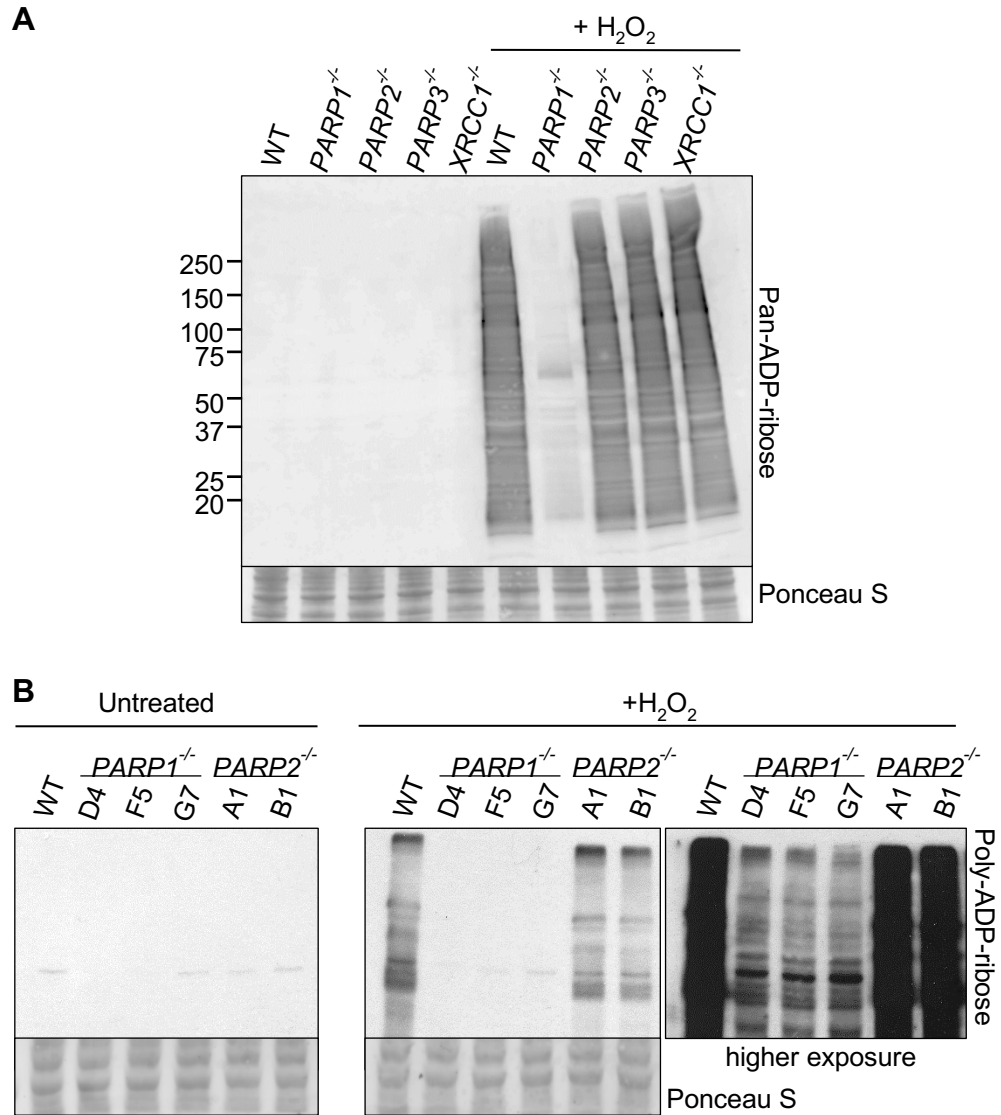 A
+ H₂O₂
WT PARP1-/- PARP2-/- PARP3-/- XRCC1-/- WT PARP1-/- PARP2-/- PARP3-/- XRCC1-/-
250
150
100
75
50
37
25
20
Pan-ADP-ribose
Ponceau S
B
Untreated
+H₂O₂
PARP1-/- PARP2-/- PARP1-/- PARP2-/- PARP1-/- PARP2-/-
WT D4 F5 G7 A1 B1 WT D4 F5 G7 A1 B1 WT D4 F5 G7 A1 B1
Poly-ADP-ribose
higher exposure
Ponceau S